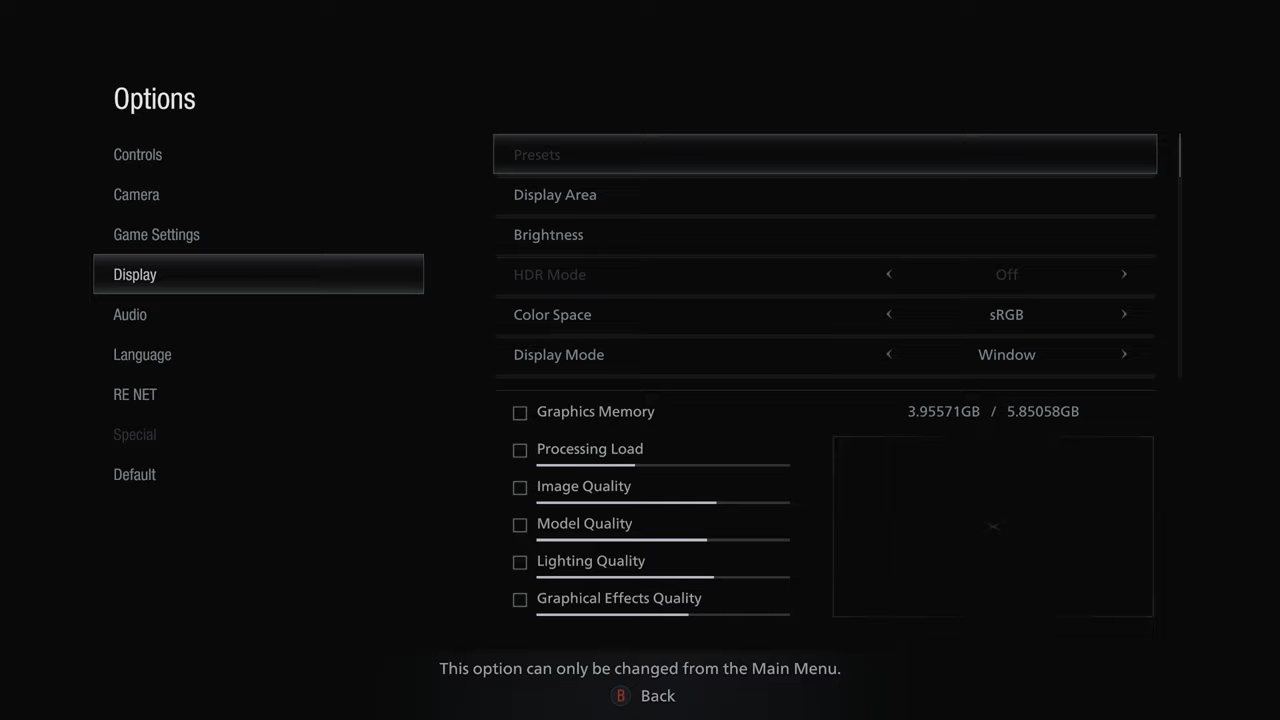 Options
Controls
Camera
Game Settings
Display
Audio
Language
RE NET
Special
Default
Presets
Display Area
Brightness
HDR Mode Off
Color Space sRGB
Display Mode Window
Graphics Memory 3.95571GB / 5.85058GB
Processing Load
Image Quality
Model Quality
Lighting Quality
Graphical Effects Quality
This option can only be changed from the Main Menu.
B Back